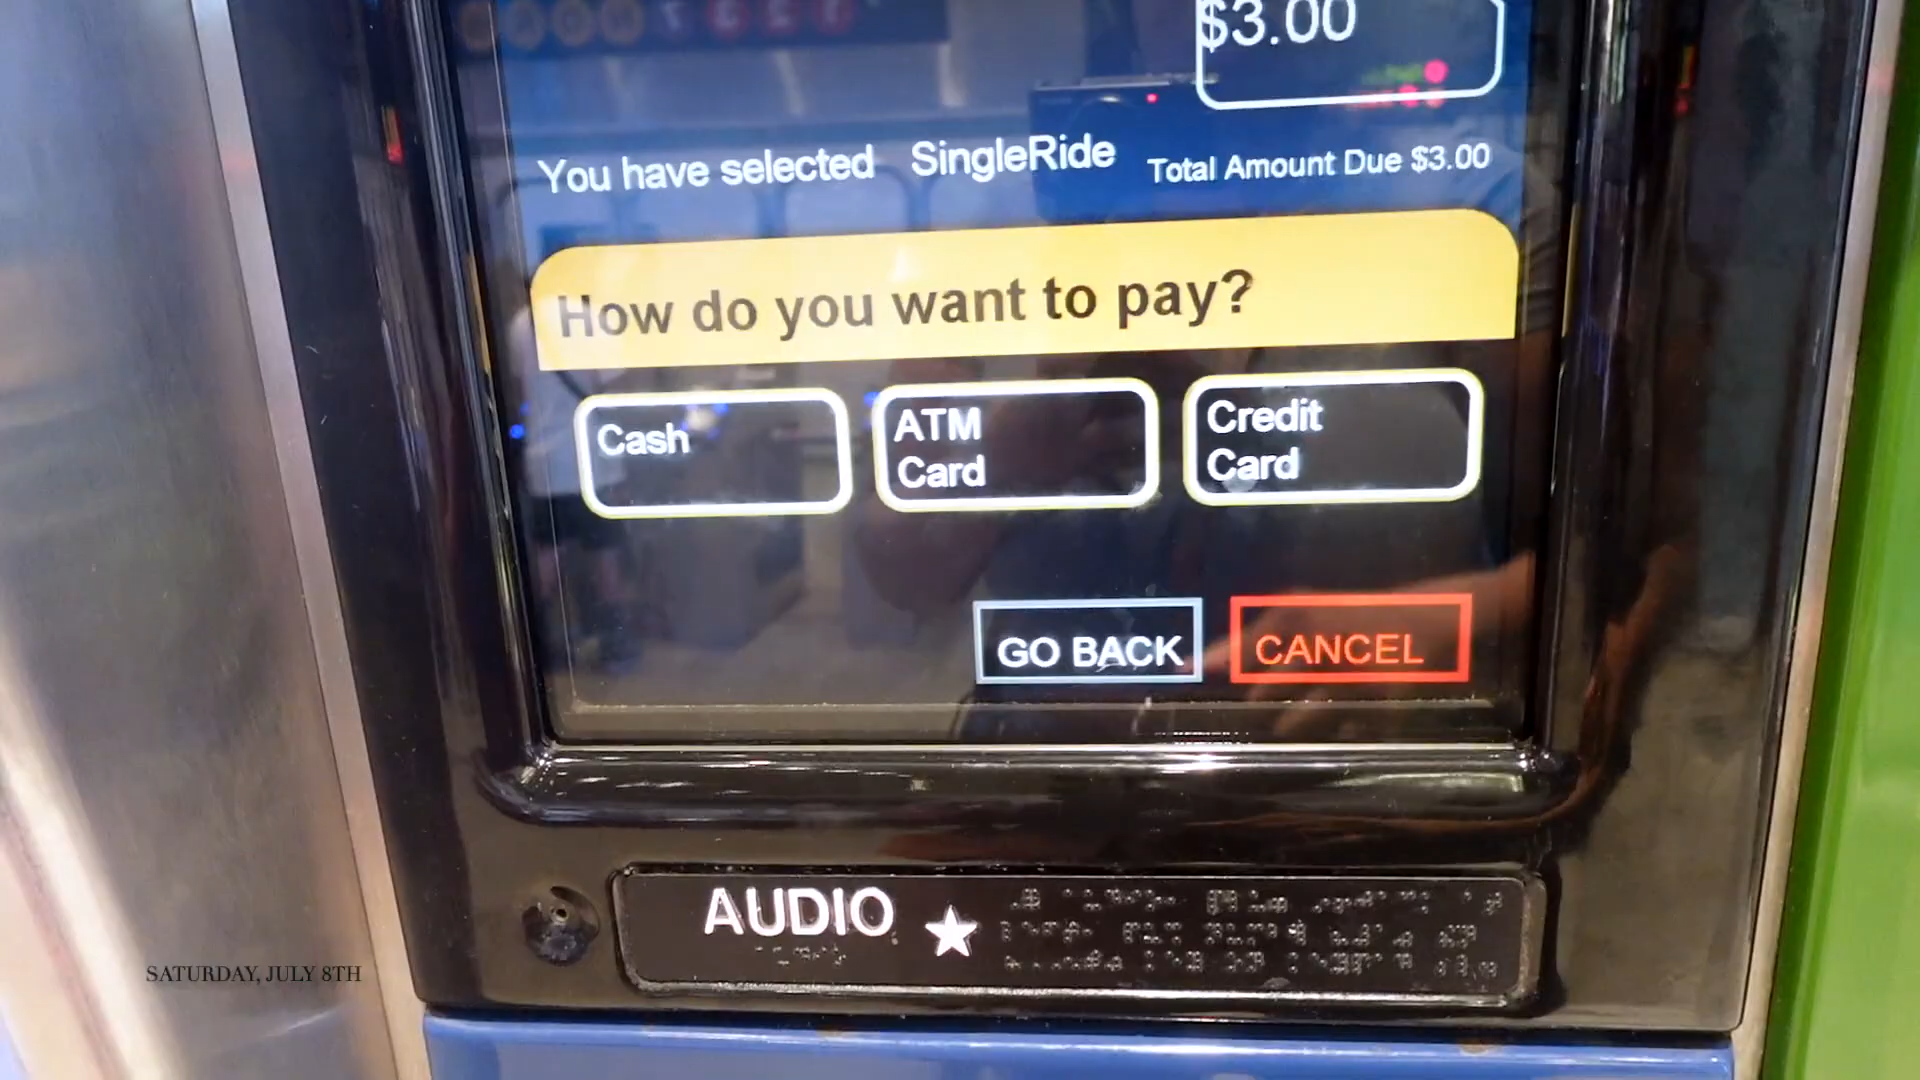 $3.00
You have selected SingleRide Total Amount Due $3.00
How do you want to pay?
Cash
ATM
Card
Credit
Card
GO BACK
CANCEL
AUDIO
SATURDAY, JULY 8TH